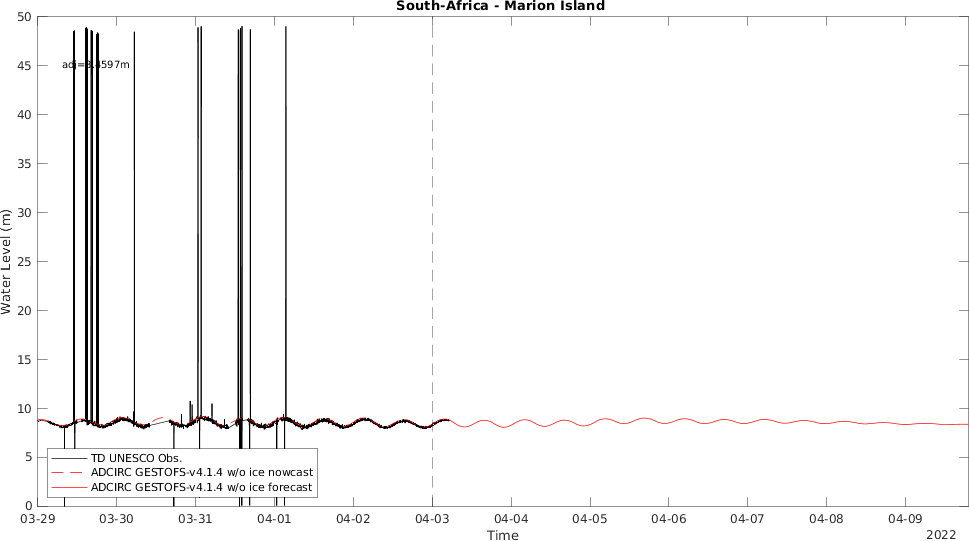 South-Africa - Marion Island
50
45
40
35
30
25
20
15
10
5
0
Water Level (m)
adj=8.4597m
TD UNESCO Obs.
ADCIRC GESTOFS-v4.1.4 w/o ice nowcast
ADCIRC GESTOFS-v4.1.4 w/o ice forecast
03-29 03-30 03-31 04-01 04-02 04-03 04-04 04-05 04-06 04-07 04-08 04-09
Time
2022